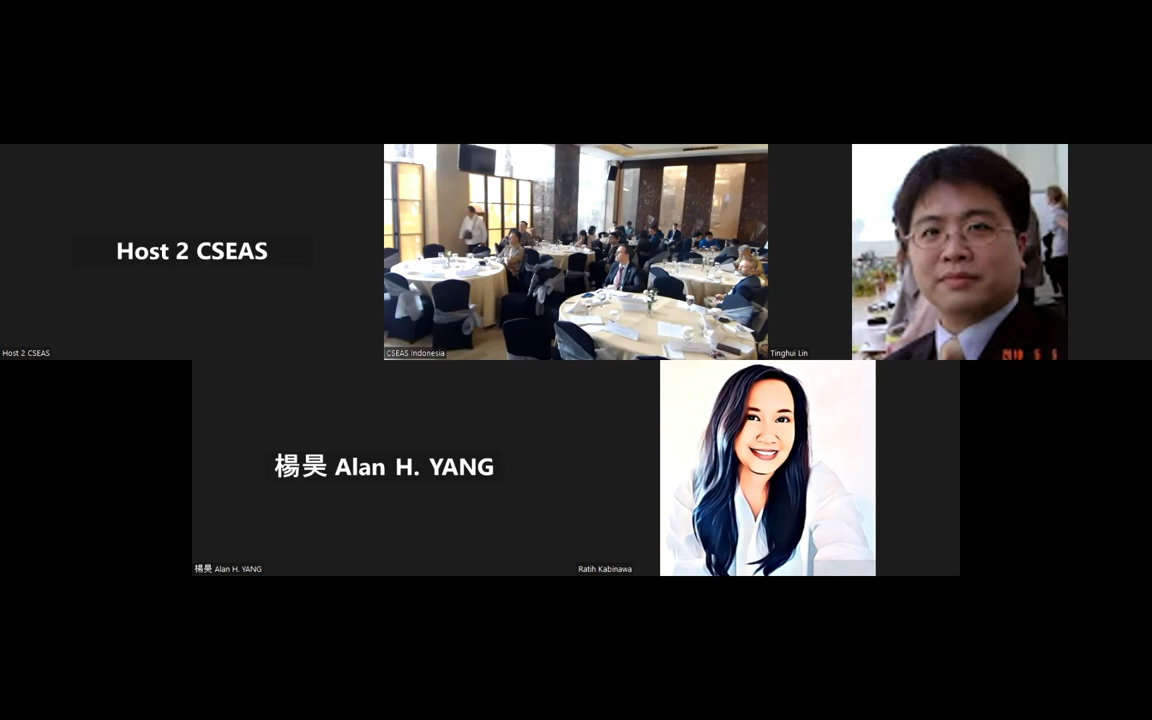 Host 2 CSEAS
Host 2 CSEAS
CSEAS Indonesia
Tinghui Lin
楊昊 Alan H. YANG
楊昊 Alan H. YANG
Ratih Kabinawa